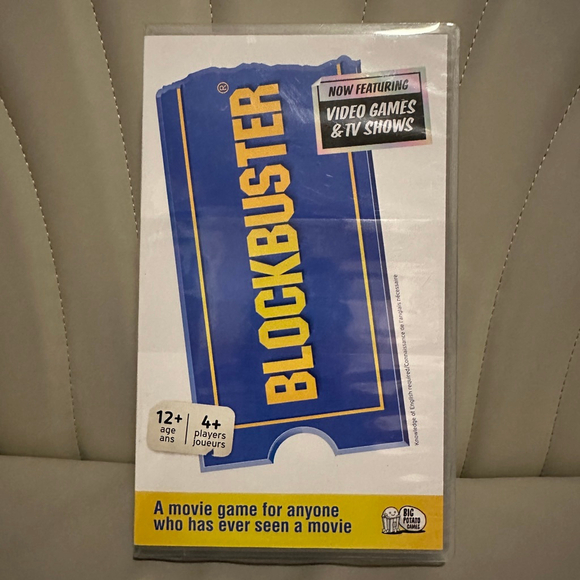 NOW FEATURING
VIDEO GAMES
& TV SHOWS
BLOCKBUSTER®
Knowledge of English required/Connaissance de l'anglais nécessaire
12+
age
ans
4+
players
joueurs
A movie game for anyone
who has ever seen a movie
BIG
POTATO
GAMES